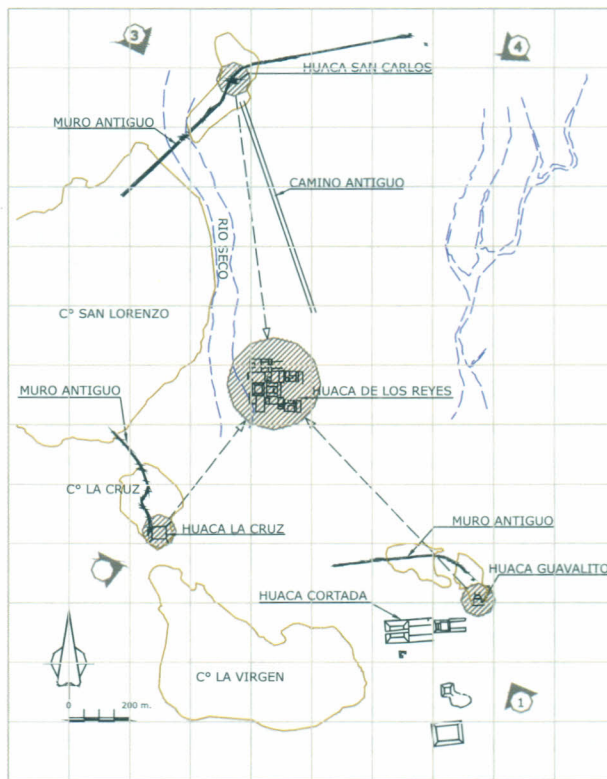 3
4
HUACA SAN CARLOS
MURO ANTIGUO
CAMINO ANTIGUO
RIO SECO
Cº SAN LORENZO
MURO ANTIGUO
HUACA DE LOS REYES
Cº LA CRUZ
HUACA LA CRUZ
MURO ANTIGUO
HUACA GUAVALITO
HUACA CORTADA
Cº LA VIRGEN
0 200 m.
1